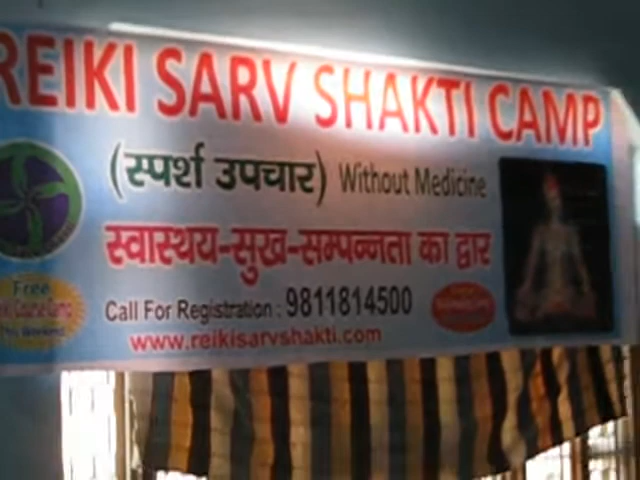 REIKI SARV SHAKTI CAMP
(स्पर्श उपचार) Without Medicine
स्वास्थय-सुख-सम्पन्नता का द्वार
Free
Call For Registration : 9811814500
www.reikisarvshakti.com